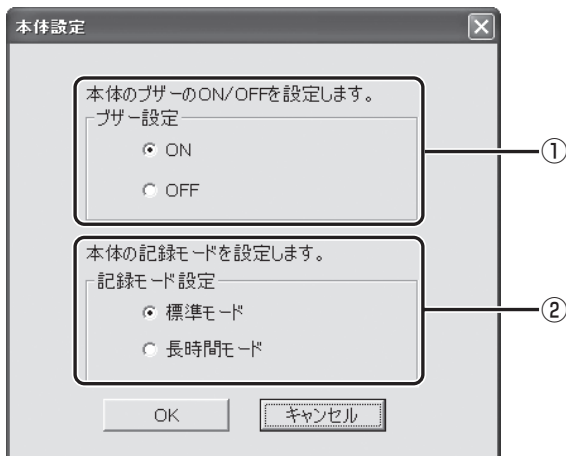 本体設定
本体のブザーのON/OFFを設定します。
ブザー設定
ON
OFF
①
本体の記録モードを設定します。
記録モード設定
標準モード
長時間モード
②
OK
キャンセル